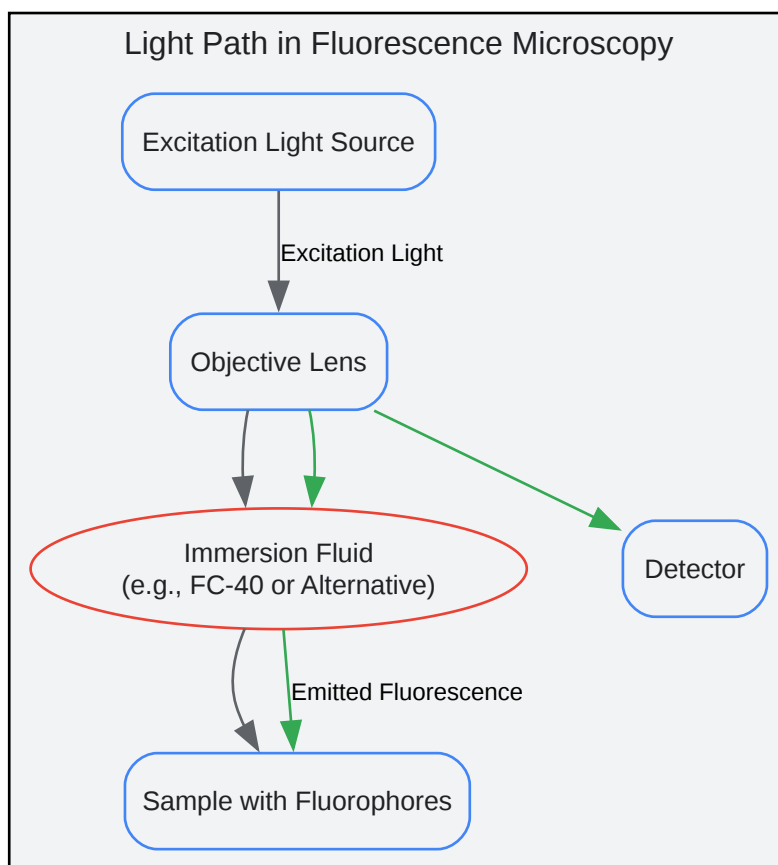 Light Path in Fluorescence Microscopy
Excitation Light Source
Excitation Light
Objective Lens
Immersion Fluid
(e.g., FC-40 or Alternative)
Detector
Emitted Fluorescence
Sample with Fluorophores